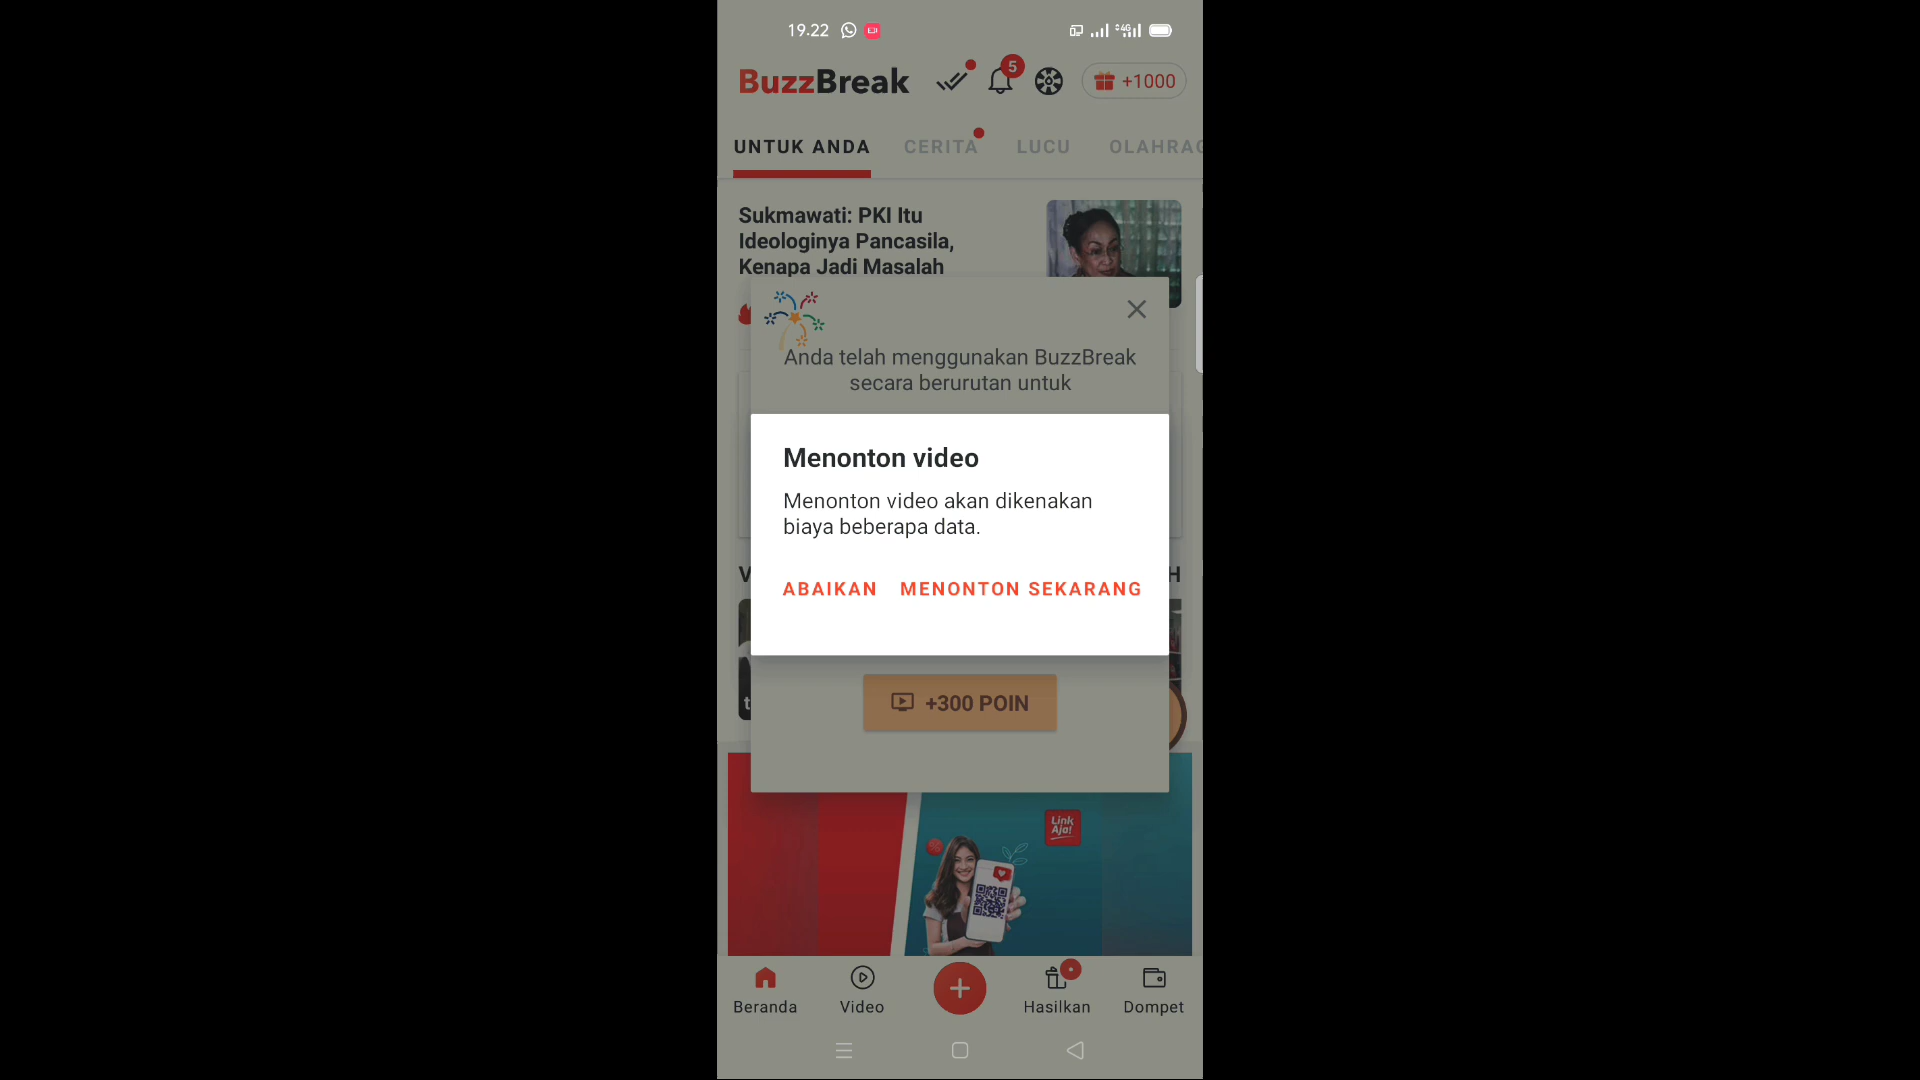 19.22
4G
BuzzBreak
5
+1000
UNTUK ANDA
CERITA
LUCU
OLAHRAG
Sukmawati: PKI Itu
Ideologinya Pancasila,
Kenapa Jadi Masalah
Anda telah menggunakan BuzzBreak
secara berurutan untuk
Menonton video
Menonton video akan dikenakan
biaya beberapa data.
ABAIKAN
MENONTON SEKARANG
V
H
t
+300 POIN
Link
Aja!
Beranda
Video
Hasilkan
Dompet